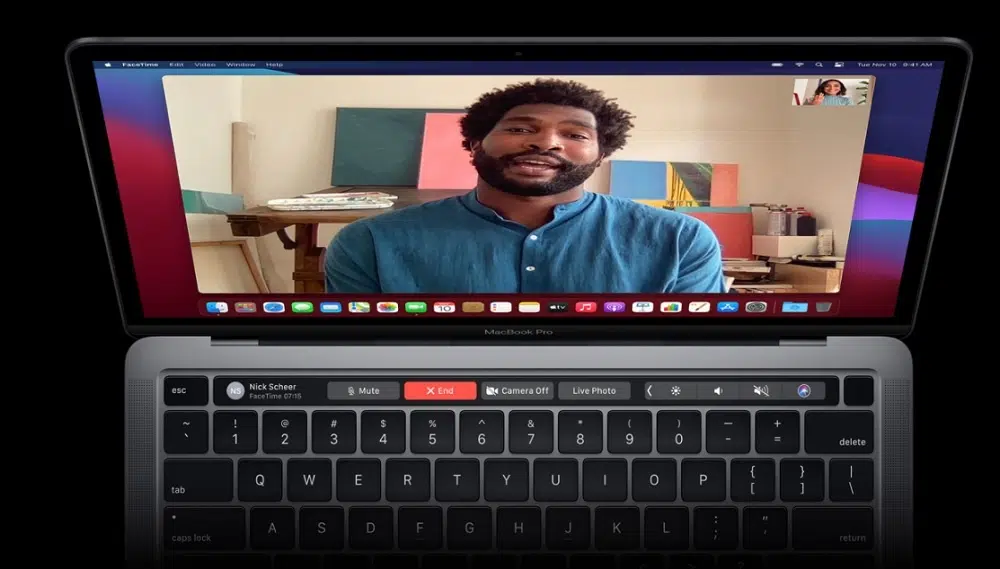 FaceTime Edit Video Window Help
Tue Nov 10 9:41 AM
10
tv
MacBook Pro
esc
NS
Nick Scheer
FaceTime 07:15
Mute
End
Camera Off
Live Photo
~ ! @ # $ % ^ & * ( ) — +
` 1 2 3 4 5 6 7 8 9 0 - = delete
tab Q W E R T Y U I O P { [ } ] | \
caps lock A S D F G H J K L : ; " ' return